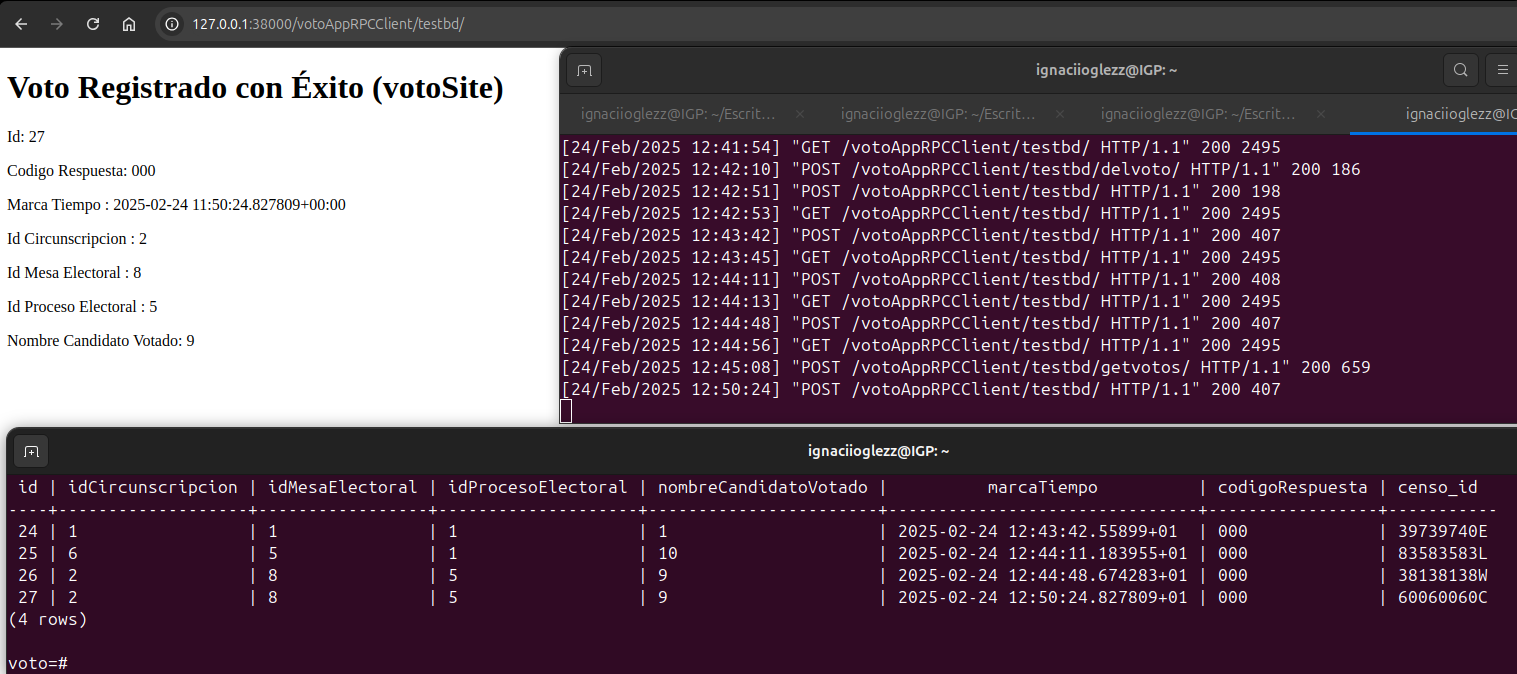 127.0.0.1:38000/votoAppRPCClient/testbd/
Voto Registrado con Éxito (votoSite)
Id: 27
Codigo Respuesta: 000
Marca Tiempo : 2025-02-24 11:50:24.827809+00:00
Id Circunscripcion : 2
Id Mesa Electoral : 8
Id Proceso Electoral : 5
Nombre Candidato Votado: 9
ignaciioglezz@IGP: ~
ignaciioglezz@IGP: ~/Escrit… × ignaciioglezz@IGP: ~/Escrit… × ignaciioglezz@IGP: ~/Escrit… × ignaciioglezz@IG
[24/Feb/2025 12:41:54] "GET /votoAppRPCClient/testbd/ HTTP/1.1" 200 2495
[24/Feb/2025 12:42:10] "POST /votoAppRPCClient/testbd/delvoto/ HTTP/1.1" 200 186
[24/Feb/2025 12:42:51] "POST /votoAppRPCClient/testbd/ HTTP/1.1" 200 198
[24/Feb/2025 12:42:53] "GET /votoAppRPCClient/testbd/ HTTP/1.1" 200 2495
[24/Feb/2025 12:43:42] "POST /votoAppRPCClient/testbd/ HTTP/1.1" 200 407
[24/Feb/2025 12:43:45] "GET /votoAppRPCClient/testbd/ HTTP/1.1" 200 2495
[24/Feb/2025 12:44:11] "POST /votoAppRPCClient/testbd/ HTTP/1.1" 200 408
[24/Feb/2025 12:44:13] "GET /votoAppRPCClient/testbd/ HTTP/1.1" 200 2495
[24/Feb/2025 12:44:48] "POST /votoAppRPCClient/testbd/ HTTP/1.1" 200 407
[24/Feb/2025 12:44:56] "GET /votoAppRPCClient/testbd/ HTTP/1.1" 200 2495
[24/Feb/2025 12:45:08] "POST /votoAppRPCClient/testbd/getvotos/ HTTP/1.1" 200 659
[24/Feb/2025 12:50:24] "POST /votoAppRPCClient/testbd/ HTTP/1.1" 200 407
ignaciioglezz@IGP: ~
id | idCircunscripcion | idMesaElectoral | idProcesoElectoral | nombreCandidatoVotado | marcaTiempo | codigoRespuesta | censo_id
----+-------------------+-----------------+--------------------+-----------------------+-------------------------------+-----------------+-----------
24 | 1 | 1 | 1 | 1 | 2025-02-24 12:43:42.55899+01 | 000 | 39739740E
25 | 6 | 5 | 1 | 10 | 2025-02-24 12:44:11.183955+01 | 000 | 83583583L
26 | 2 | 8 | 5 | 9 | 2025-02-24 12:44:48.674283+01 | 000 | 38138138W
27 | 2 | 8 | 5 | 9 | 2025-02-24 12:50:24.827809+01 | 000 | 60060060C
(4 rows)
voto=#